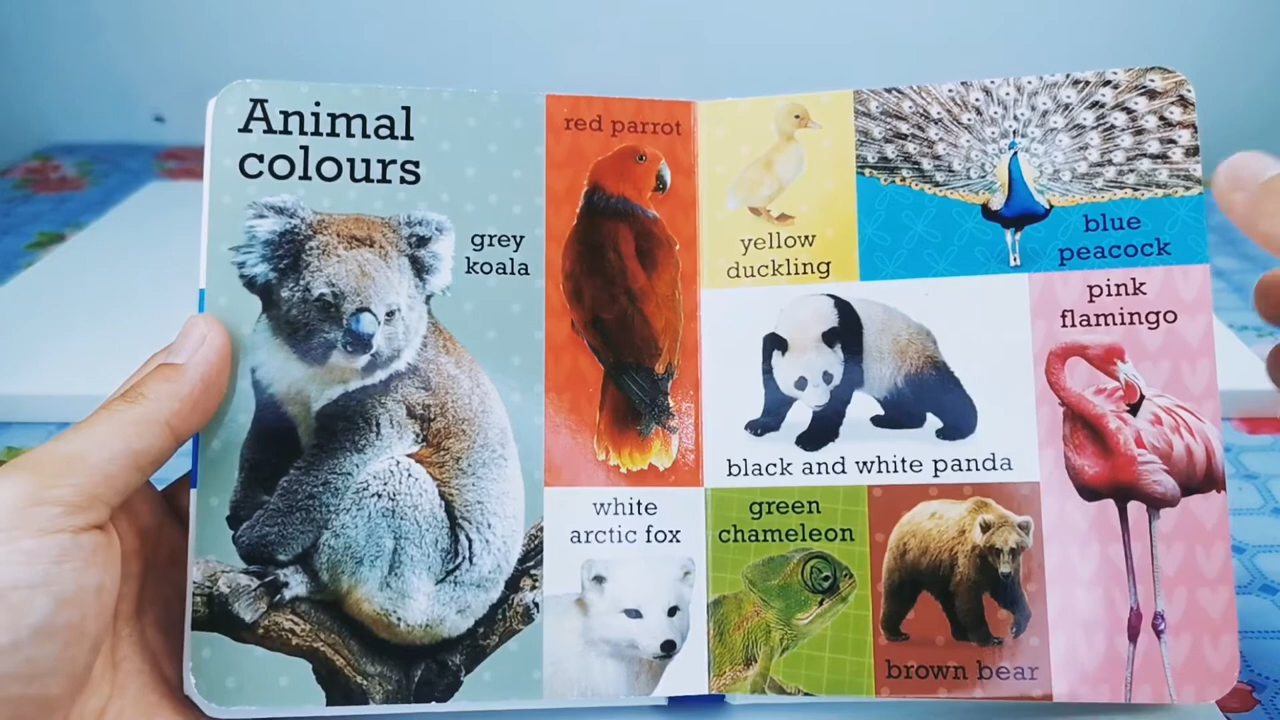 Animal
colours
grey
koala
red parrot
yellow
duckling
blue
peacock
pink
flamingo
black and white panda
white
arctic fox
green
chameleon
brown bear